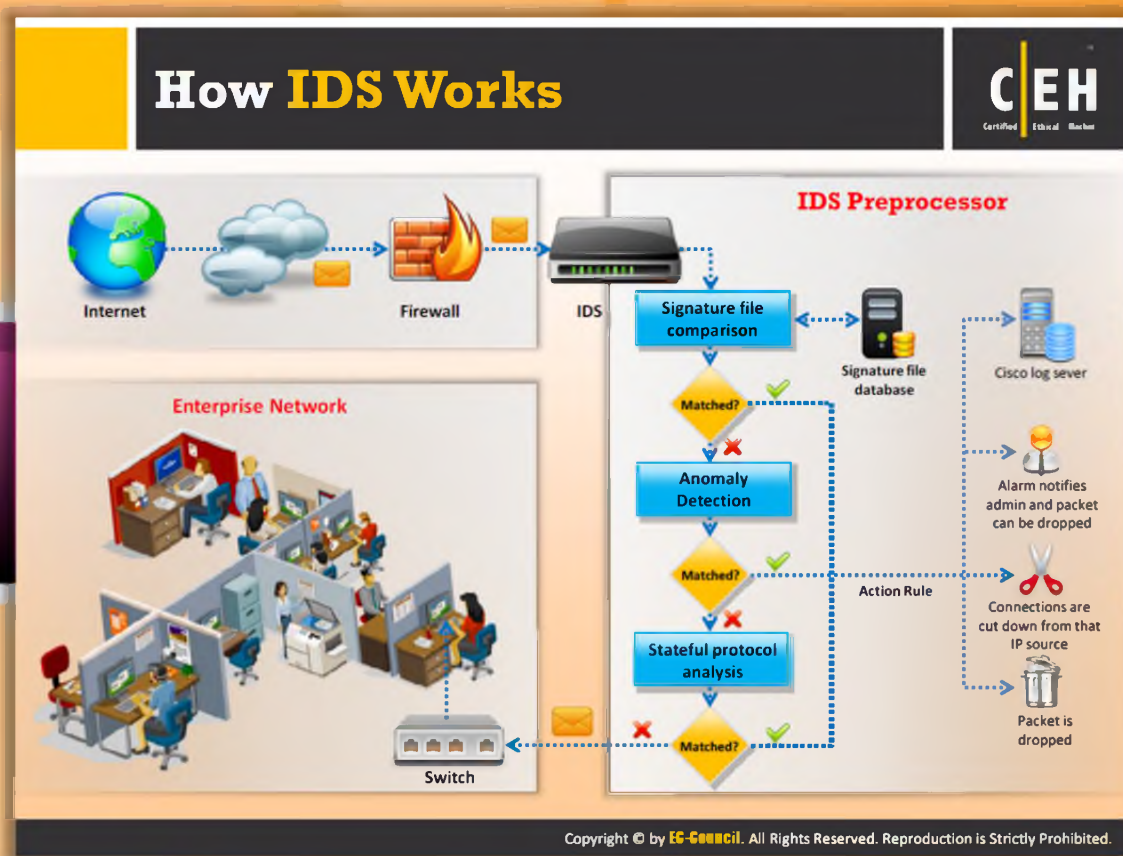 How IDS Works
CEH
Certified Ethical Hacker
Internet
Firewall
IDS
IDS Preprocessor
Signature file
comparison
Signature file
database
Cisco log sever
Matched?
Anomaly
Detection
Alarm notifies
admin and packet
can be dropped
Matched?
Action Rule
Connections are
cut down from that
IP source
Stateful protocol
analysis
Matched?
Packet is
dropped
Enterprise Network
Switch
Copyright © by EC-Council. All Rights Reserved. Reproduction is Strictly Prohibited.